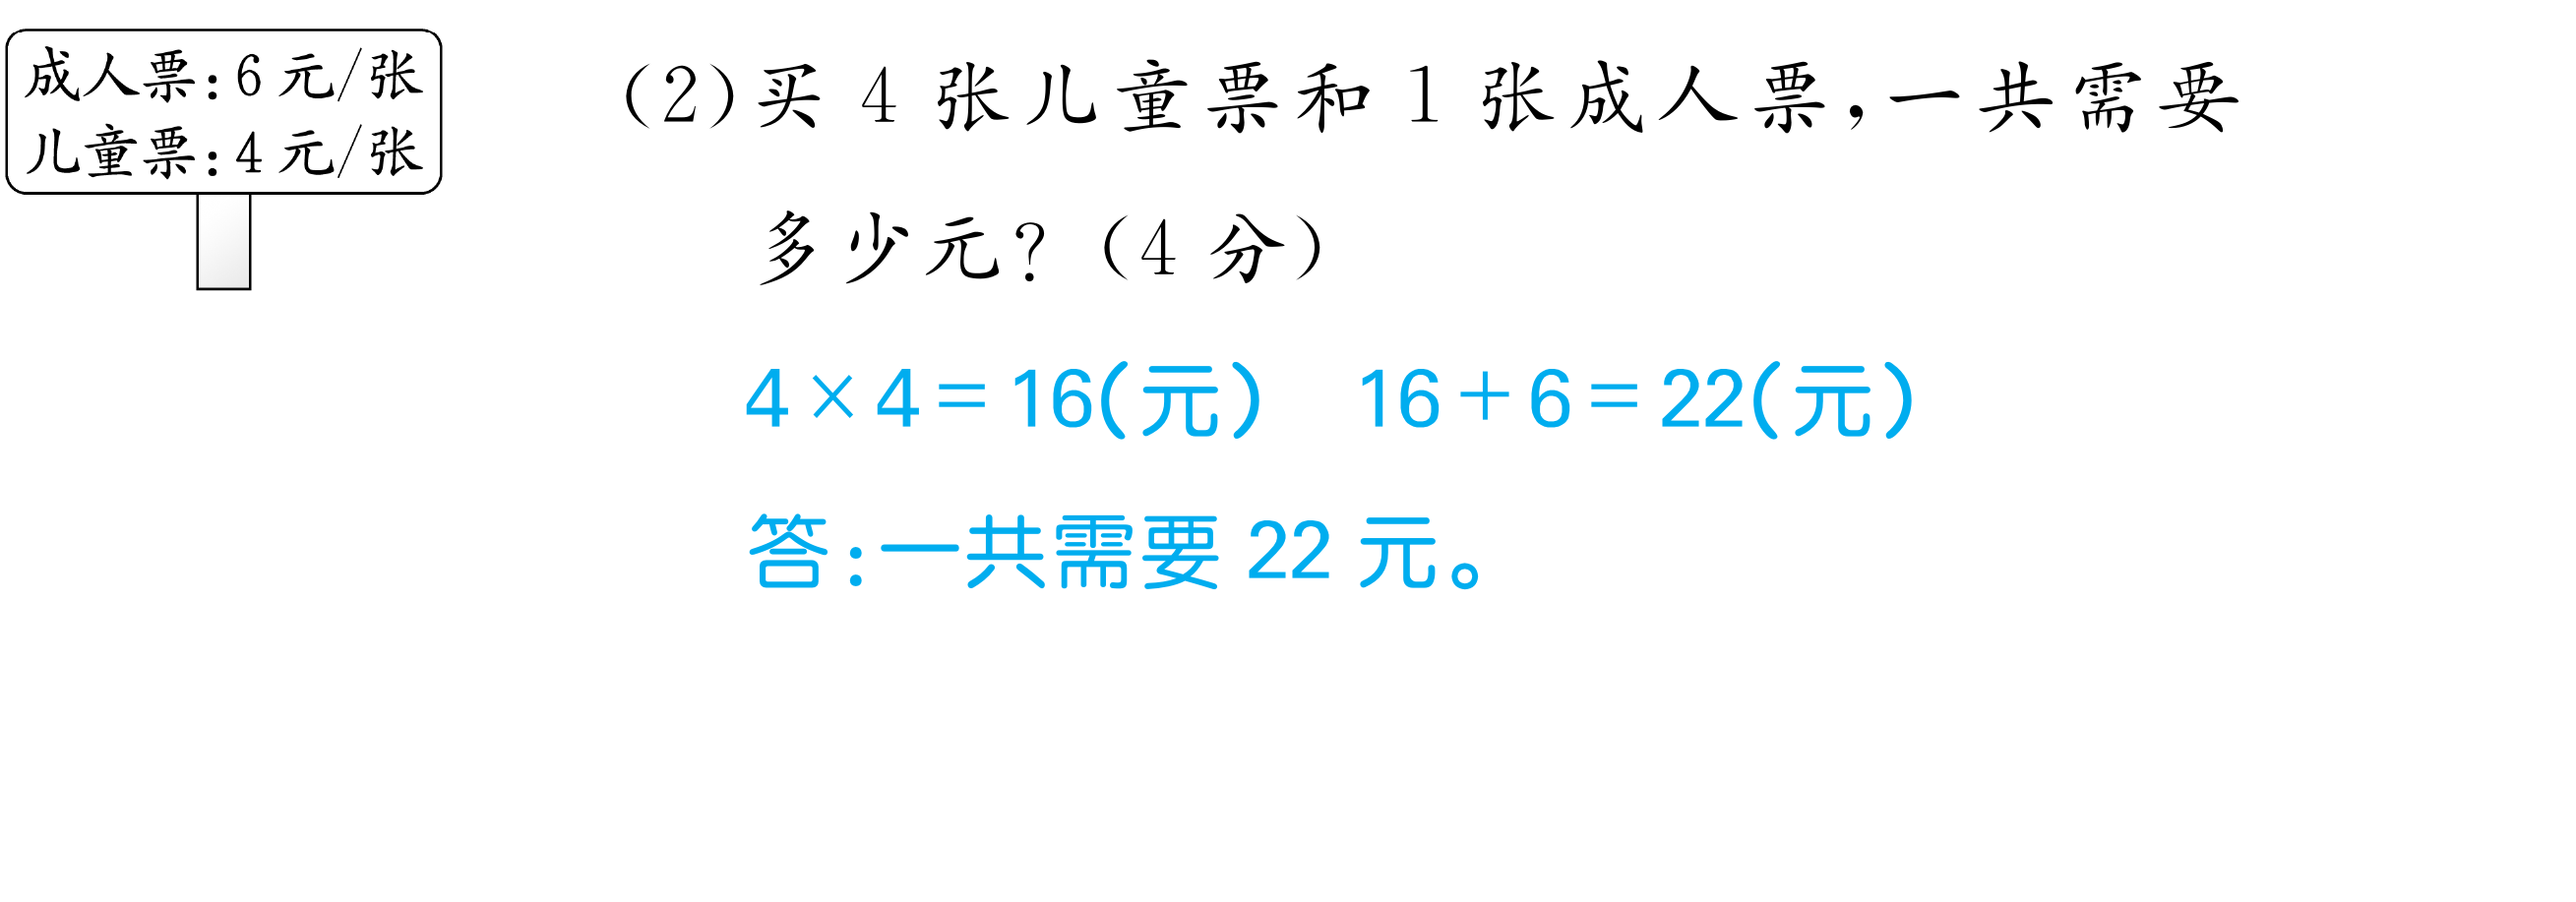 成人票:6 元/张
儿童票:4 元/张
(2)买 4 张儿童票和 1 张成人票,一共需要
多少元?(4 分)
4×4=16(元) 16+6=22(元)
答:一共需要 22 元。